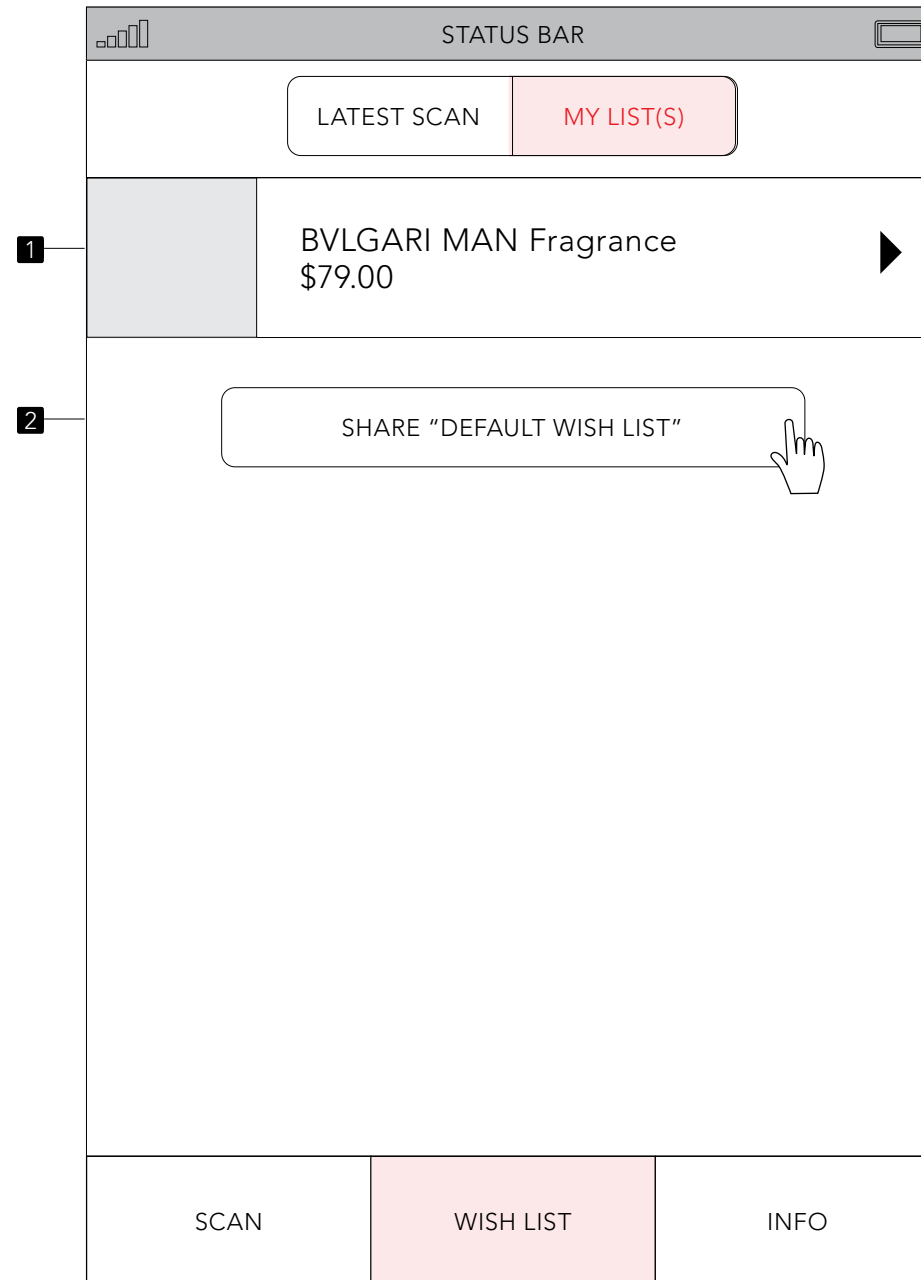 STATUS BAR
LATEST SCAN
MY LIST(S)
1
BVLGARI MAN Fragrance
$79.00
2
SHARE “DEFAULT WISH LIST”
SCAN
WISH LIST
INFO